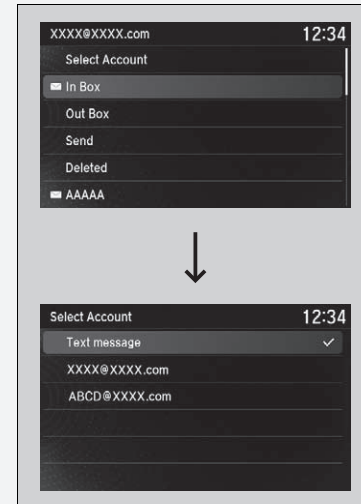 XXXX@XXXX.com 12:34
Select Account
In Box
Out Box
Send
Deleted
AAAAA
Select Account 12:34
Text message
XXXX@XXXX.com
ABCD@XXXX.com